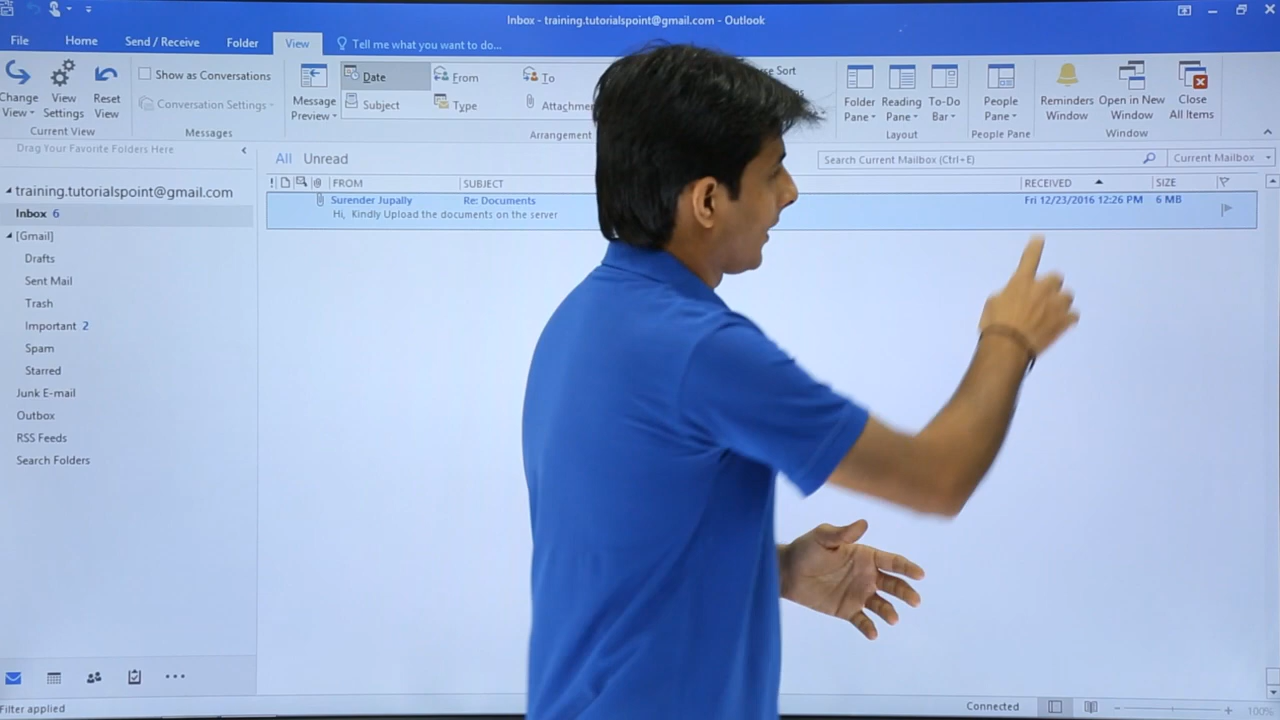 Inbox - training.tutorialspoint@gmail.com - Outlook
File Home Send / Receive Folder View Tell me what you want to do...
Change View View Settings Reset View
Current View
Show as Conversations
Conversation Settings
Messages
Message Preview
Date From To
Subject Type
Arrangement
Sort
Folder Pane Reading Pane To-Do Bar
Layout
People Pane
People Pane
Reminders Window Open in New Window Close All Items
Window
Drag Your Favorite Folders Here
training.tutorialspoint@gmail.com
Inbox 6
[Gmail]
Drafts
Sent Mail
Trash
Important 2
Spam
Starred
Junk E-mail
Outbox
RSS Feeds
Search Folders
All Unread
Search Current Mailbox (Ctrl+E) Current Mailbox
FROM SUBJECT RECEIVED SIZE
Surender Jupally Re: Documents Fri 12/23/2016 12:26 PM 6 MB
Hi, Kindly Upload the documents on the server
Filter applied
Connected 100%